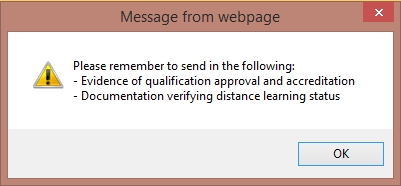 Message from webpage
Please remember to send in the following:
- Evidence of qualification approval and accreditation
- Documentation verifying distance learning status
OK